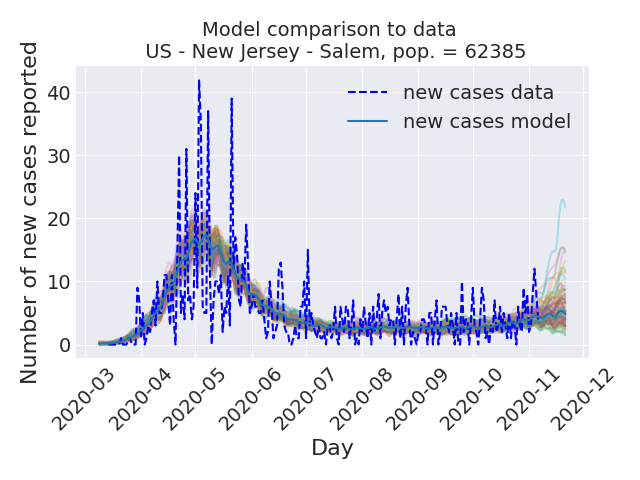 Model comparison to data
US - New Jersey - Salem, pop. = 62385
Number of new cases reported
40
30
20
10
0
new cases data
new cases model
2020-03
2020-04
2020-05
2020-06
2020-07
2020-08
2020-09
2020-10
2020-11
2020-12
Day